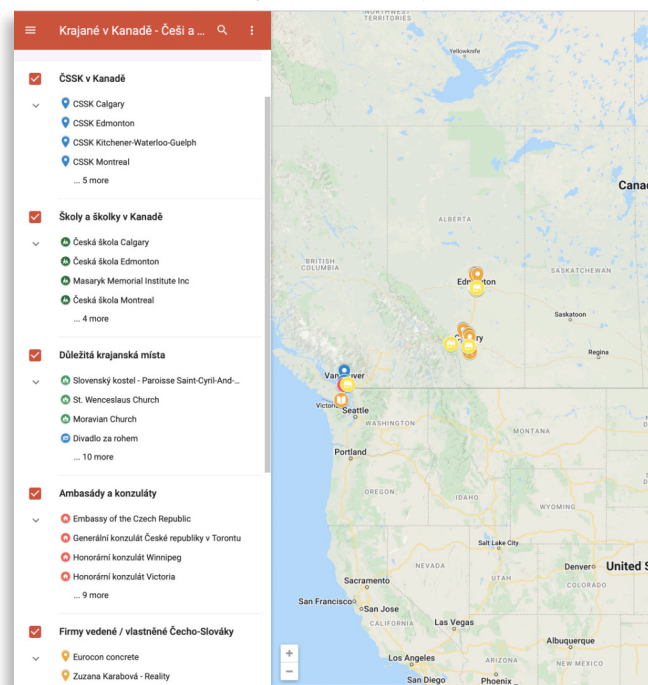 Krajané v Kanadě - Češi a ...
ČSSK v Kanadě
CSSK Calgary
CSSK Edmonton
CSSK Kitchener-Waterloo-Guelph
CSSK Montreal
... 5 more
Školy a školky v Kanadě
Česká škola Calgary
Česká škola Edmonton
Masaryk Memorial Institute Inc
Česká škola Montreal
... 4 more
Důležitá krajanská místa
Slovenský kostel - Paroisse Saint-Cyril-And-...
St. Wenceslaus Church
Moravian Church
Divadlo za rohem
... 10 more
Ambasády a konzuláty
Embassy of the Czech Republic
Generální konzulát České republiky v Torontu
Honorární konzulát Winnipeg
Honorární konzulát Victoria
... 9 more
Firmy vedené / vlastněné Čecho-Slováky
Eurocon concrete
Zuzana Karabová - Reality
NORTHWEST
TERRITORIES
Yellowknife
Cana
ALBERTA
BRITISH
COLUMBIA
SASKATCHEWAN
Saskatoon
Regina
Seattle
WASHINGTON
MONTANA
Portland
OREGON
IDAHO
WYOMING
Salt Lake City
NEVADA
UTAH
Denver
United S
COLORADO
Sacramento
San Francisco
San Jose
CALIFORNIA
Las Vegas
Albuquerque
Los Angeles
ARIZONA
NEW MEXICO
San Diego
Phoenix